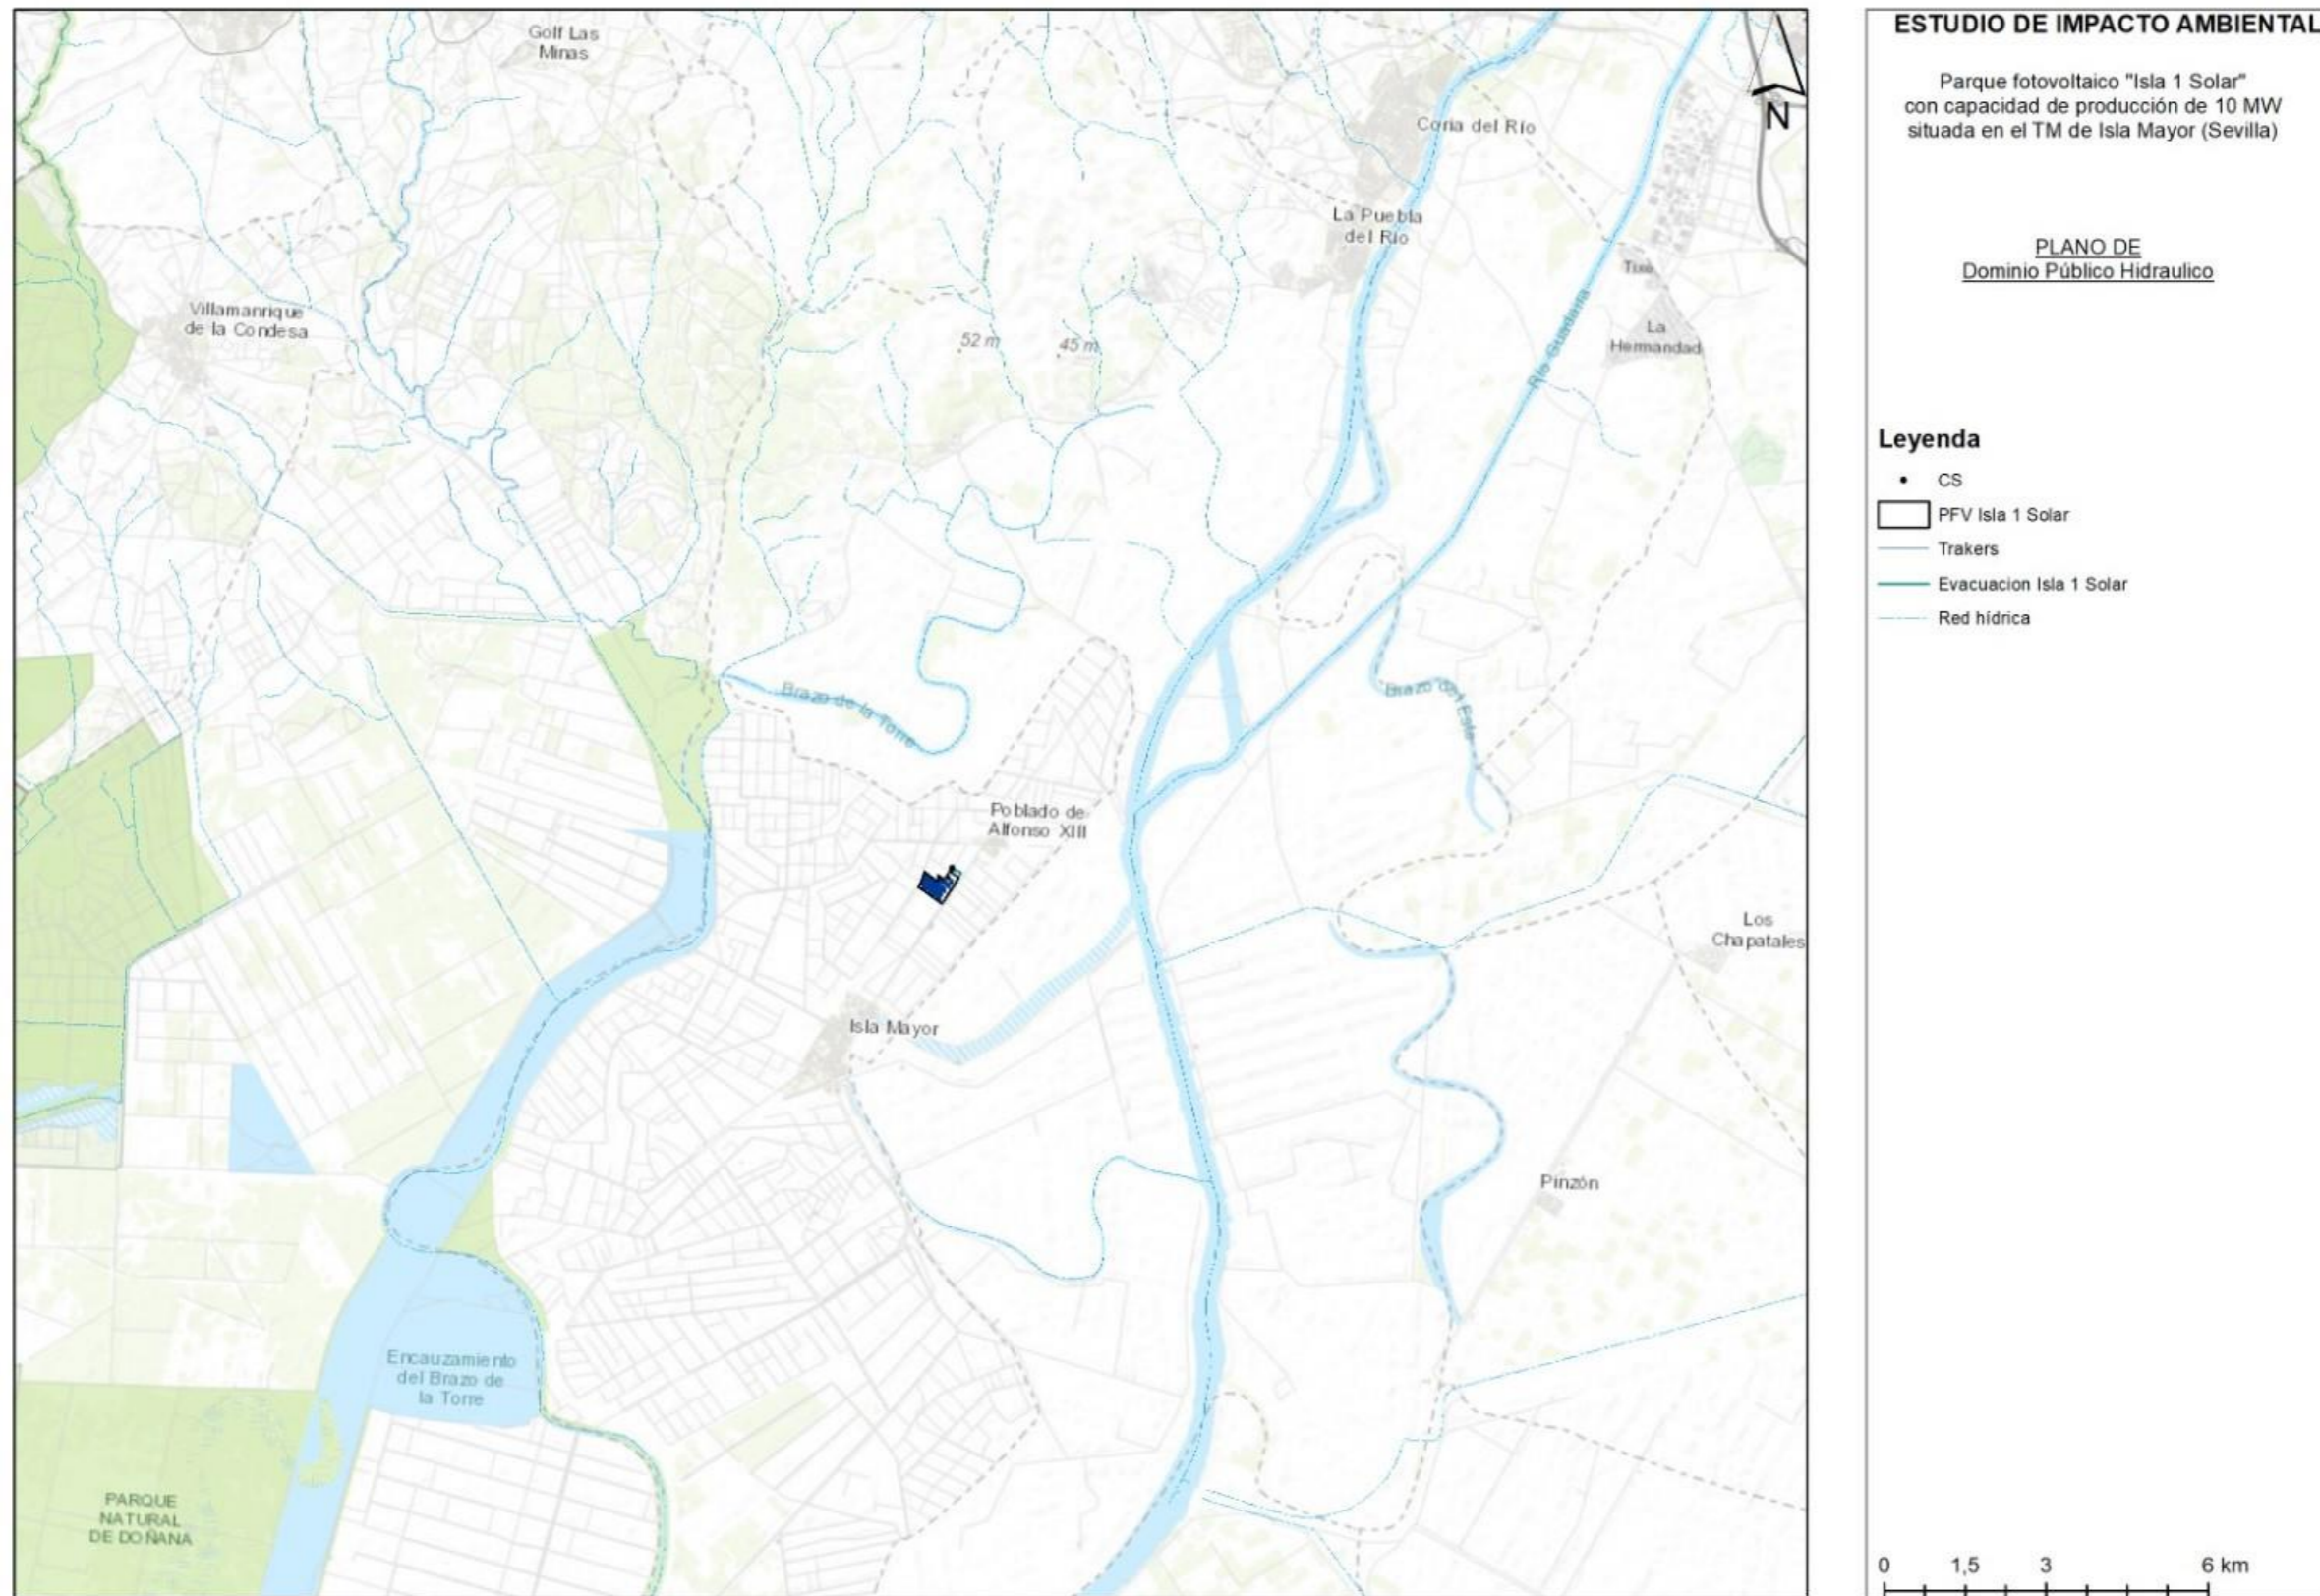 Golf Las
Minas
Coria del Río
La Puebla
del Río
Río Guadaíra
La
Hermandad
Villamanrique
de la Condesa
52 m
45 m
Brazo de la Torre
Brazo del Este
Poblado de
Alfonso XIII
Los
Chapatales
Isla Mayor
Pinzón
Encauzamiento
del Brazo de
la Torre
PARQUE
NATURAL
DE DOÑANA
N
ESTUDIO DE IMPACTO AMBIENTAL
Parque fotovoltaico "Isla 1 Solar"
con capacidad de producción de 10 MW
situada en el TM de Isla Mayor (Sevilla)
PLANO DE
Dominio Público Hidraulico
Leyenda
CS
PFV Isla 1 Solar
Trakers
Evacuacion Isla 1 Solar
Red hídrica
0 1,5 3 6 km